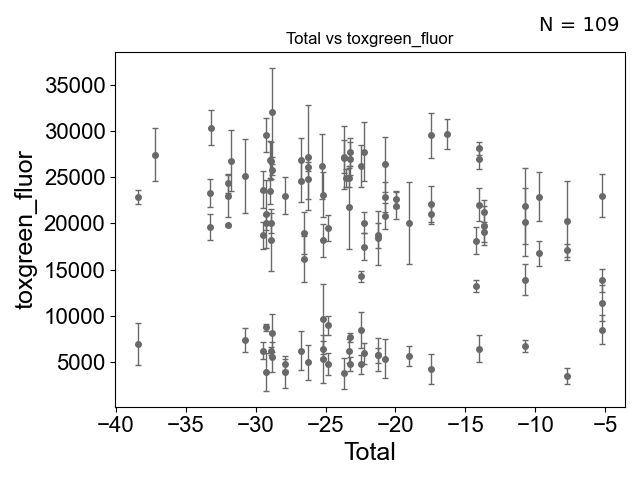 N = 109
Total vs toxgreen_fluor
35000
30000
25000
20000
15000
10000
5000
toxgreen_fluor
−40 −35 −30 −25 −20 −15 −10 −5
Total